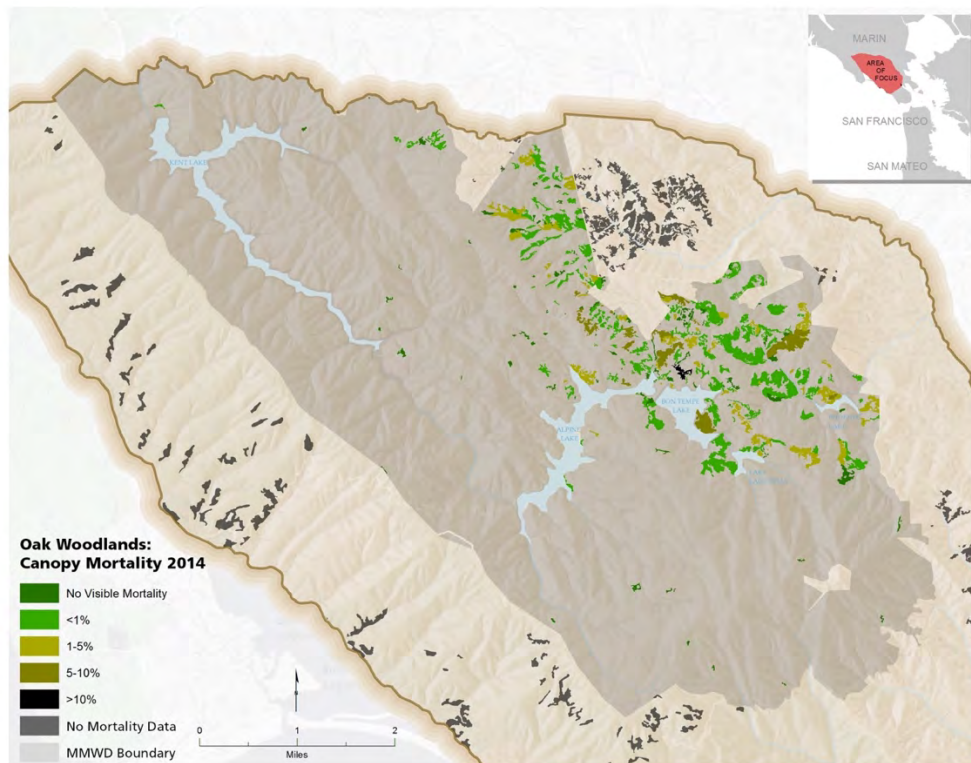 MARIN
AREA
OF
FOCUS
SAN FRANCISCO
SAN MATEO
KENT LAKE
BON TEMPE
LAKE
ALPINE
LAKE
Oak Woodlands:
Canopy Mortality 2014
No Visible Mortality
<1%
1-5%
5-10%
>10%
No Mortality Data
MMWD Boundary
0
1
2
Miles